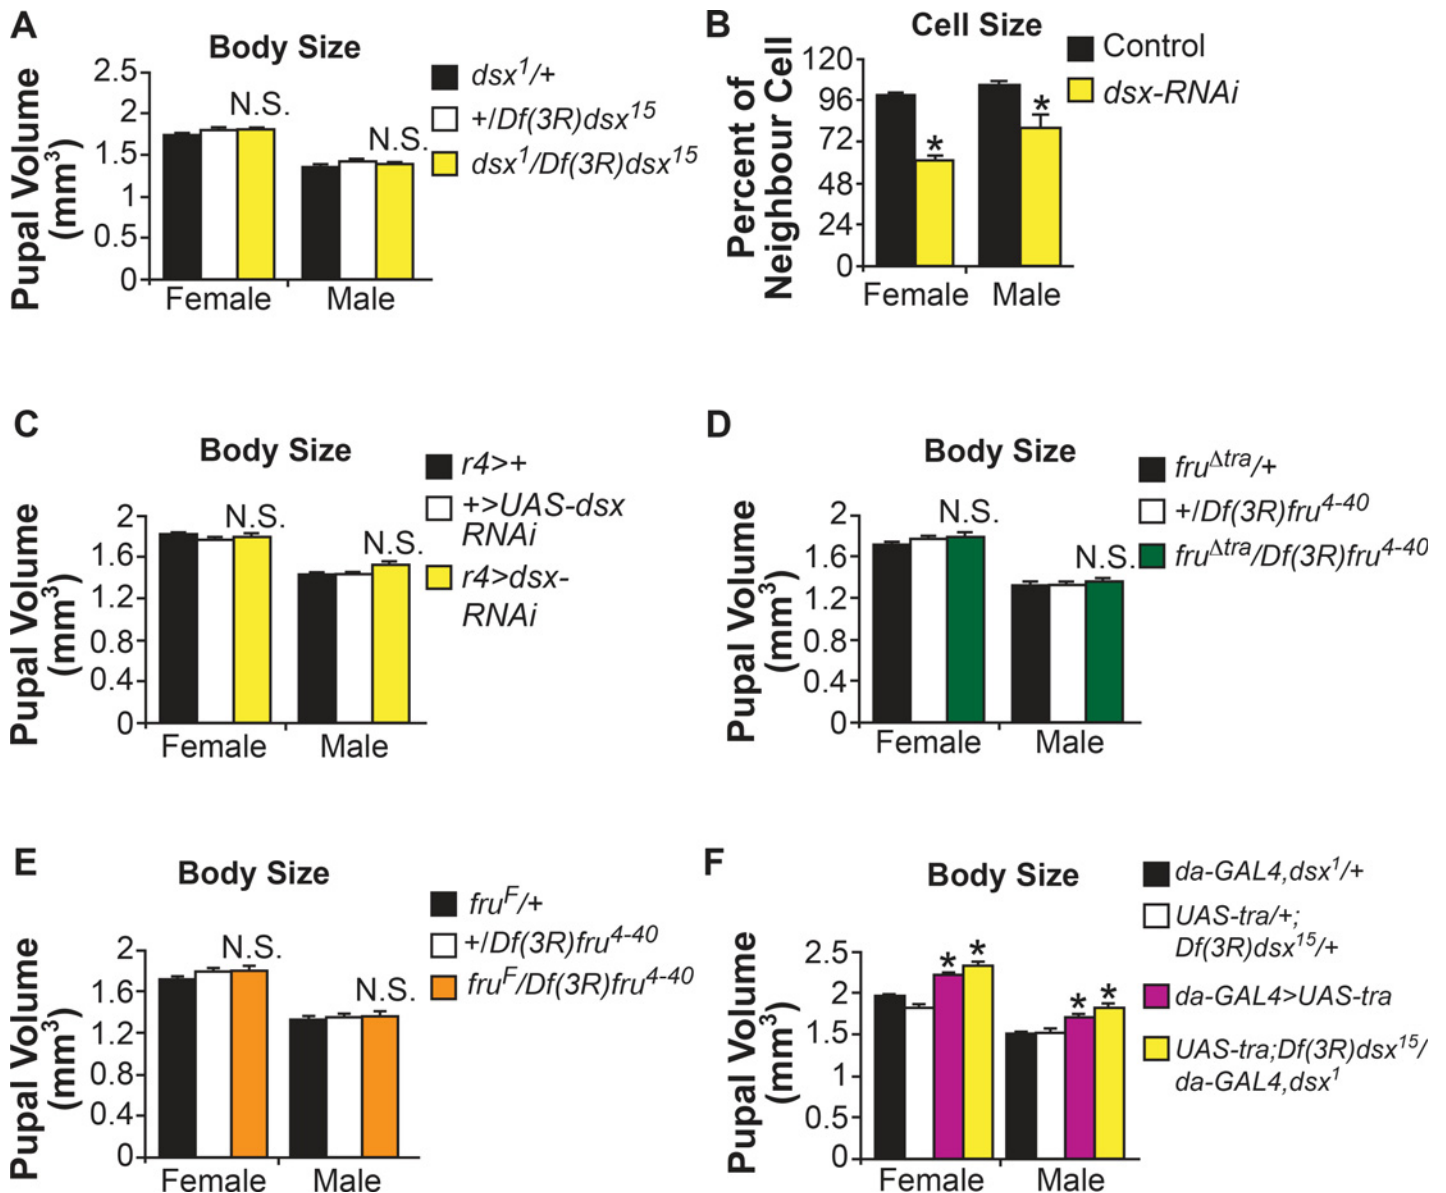 A
Body Size
Pupal Volume
(mm3)
2.5
2
1.5
1
0.5
0
N.S.
N.S.
Female
Male
dsx1/+
+/Df(3R)dsx15
dsx1/Df(3R)dsx15
B
Cell Size
Percent of
Neighbour Cell
120
96
72
48
24
0
*
*
Female
Male
Control
dsx-RNAi
C
Body Size
Pupal Volume
(mm3)
2
1.6
1.2
0.8
0.4
0
N.S.
N.S.
Female
Male
r4>+
+>UAS-dsx
RNAi
r4>dsx-
RNAi
D
Body Size
Pupal Volume
(mm3)
2
1.6
1.2
0.8
0.4
0
N.S.
N.S.
Female
Male
fruΔtra/+
+/Df(3R)fru4-40
fruΔtra/Df(3R)fru4-40
E
Body Size
Pupal Volume
(mm3)
2
1.6
1.2
0.8
0.4
0
N.S.
N.S.
Female
Male
fruF/+
+/Df(3R)fru4-40
fruF/Df(3R)fru4-40
F
Body Size
Pupal Volume
(mm3)
2.5
2
1.5
1
0.5
0
* *
* *
Female
Male
da-GAL4,dsx1/+
UAS-tra/+;
Df(3R)dsx15/+
da-GAL4>UAS-tra
UAS-tra;Df(3R)dsx15/
da-GAL4,dsx1